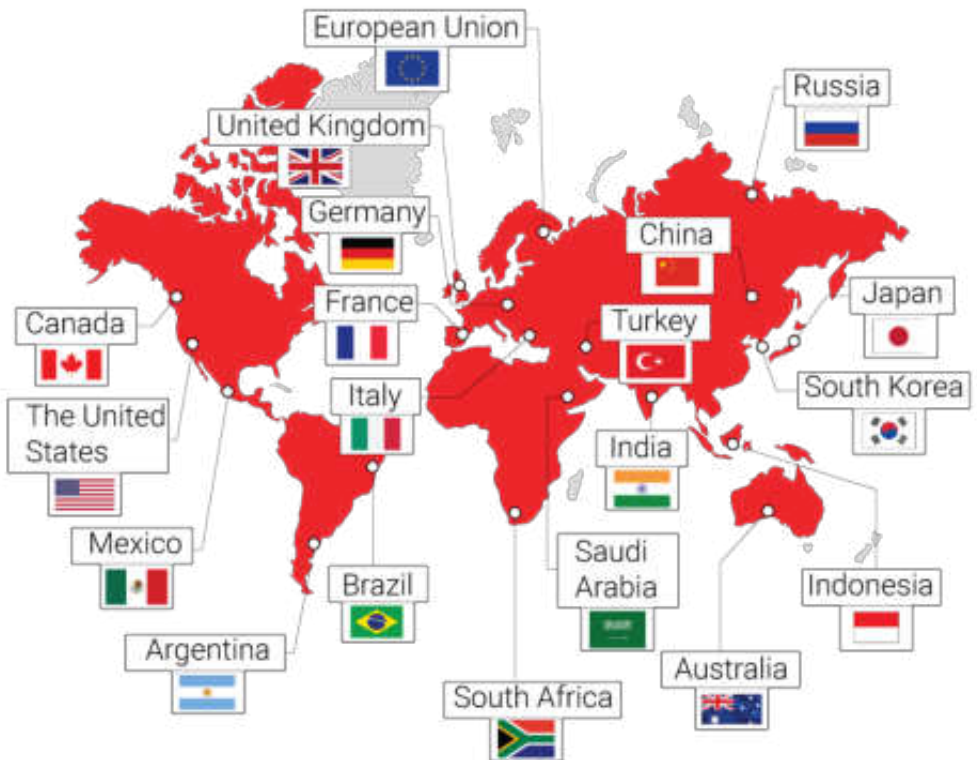 European Union
Russia
United Kingdom
Germany
China
France
Turkey
Japan
Canada
Italy
South Korea
The United
States
India
Mexico
Saudi
Arabia
Brazil
Indonesia
Argentina
Australia
South Africa